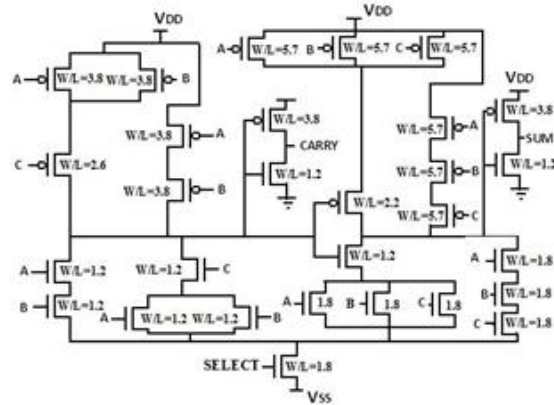 VDD VDD
A W/L=3.8 W/L=3.8 B
A W/L=5.7 B W/L=5.7 C W/L=5.7
VDD
W/L=3.8 A
W/L=3.8 CARRY
W/L=1.2
W/L=5.7 A
W/L=3.8 SUM
W/L=1.2
C W/L=2.6
W/L=3.8 B
W/L=5.7 B
W/L=2.2
W/L=5.7 C
A W/L=1.2
W/L=1.2 C
W/L=1.2
A W/L=1.8
B W/L=1.2
A W/L=1.2 W/L=1.2 B
A 1.8 B 1.8 C 1.8
B W/L=1.8
C W/L=1.8
SELECT W/L=1.8
VSS